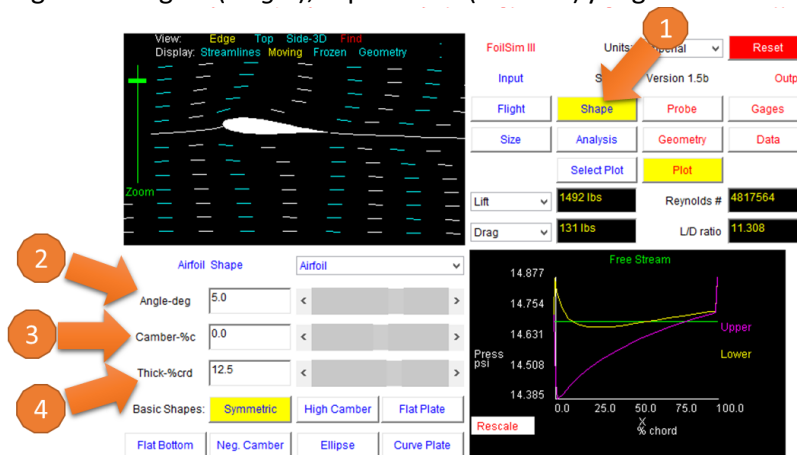 1
View: Edge Top Side-3D Find
Display: Streamlines Moving Frozen Geometry
Zoom
FoilSim III Units: Imperial Reset
Input Version 1.5b Outp
Flight Shape Probe Gages
Size Analysis Geometry Data
Select Plot Plot
Lift 1492 lbs Reynolds # 4817564
Drag 131 lbs L/D ratio 11.308
2
Airfoil Shape Airfoil
Angle-deg 5.0 < >
3
Camber-%c 0.0 < >
Thick-%crd 12.5 < >
4
Basic Shapes: Symmetric High Camber Flat Plate
Flat Bottom Neg. Camber Ellipse Curve Plate
Free Stream
14.877
14.754
14.631
14.508
14.385
Press
psi
Upper
Lower
0.0 25.0 50.0 75.0 100.0
X
% chord
Rescale